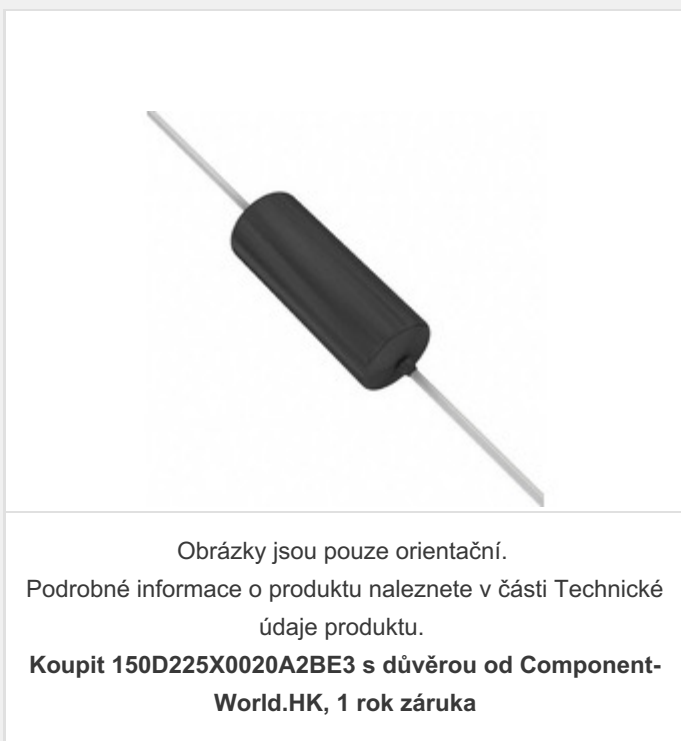 Obrázky jsou pouze orientační.
Podrobné informace o produktu naleznete v části Technické
údaje produktu.
Koupit 150D225X0020A2BE3 s důvěrou od Component-
World.HK, 1 rok záruka